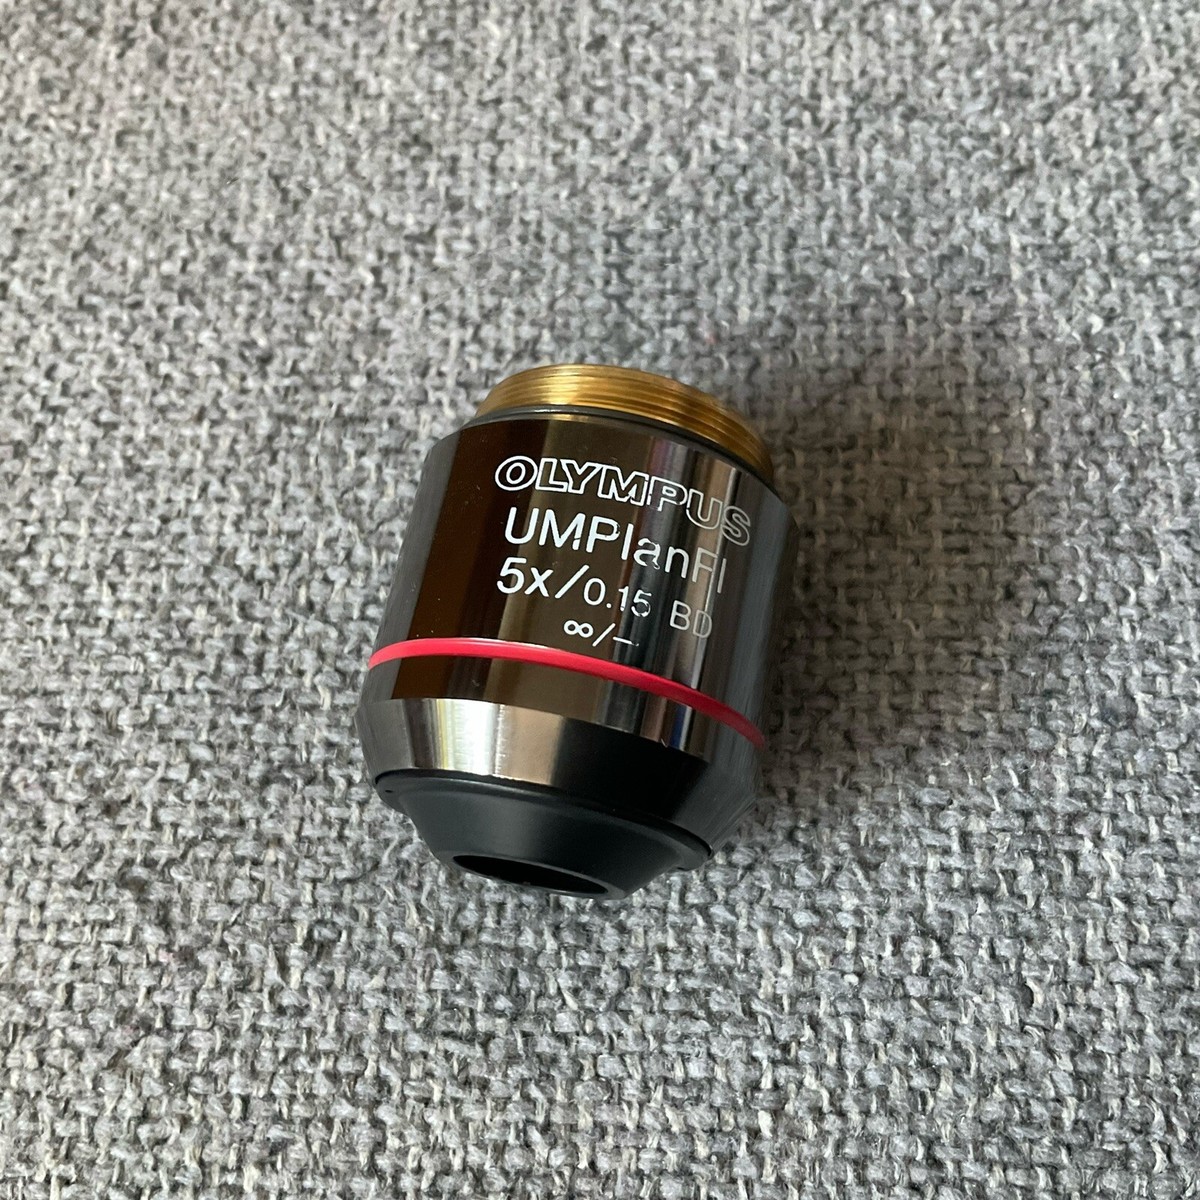 OLYMPUS
UMPlanFl
5x/0.15 BD
∞/–